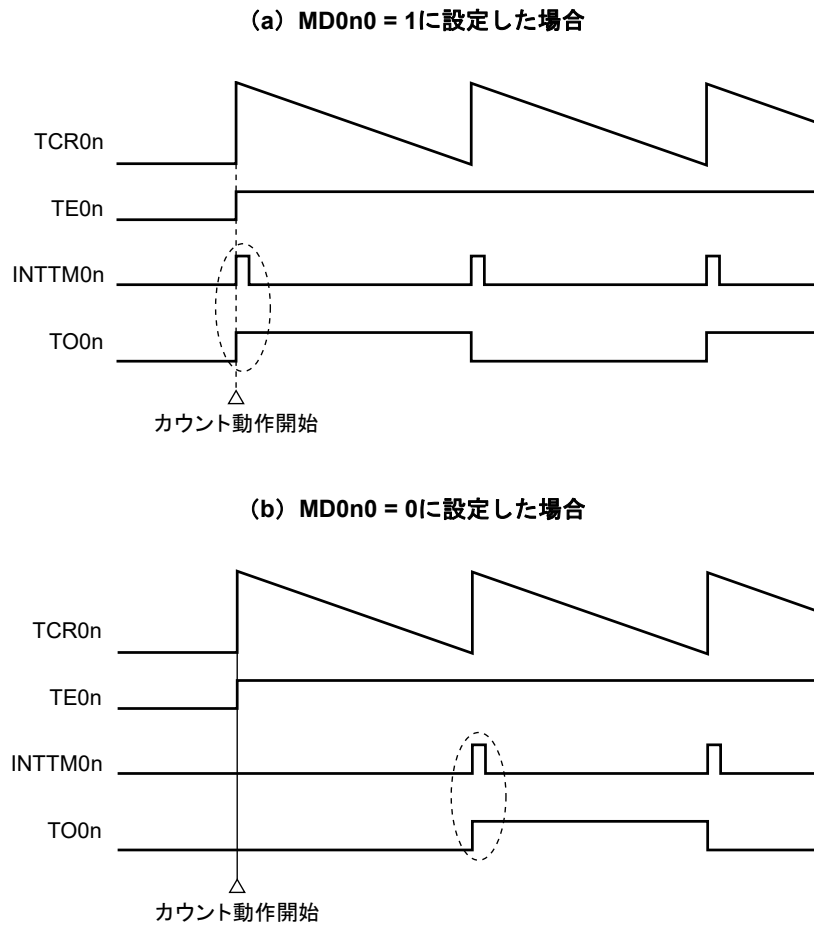 (a) MD0n0 = 1に設定した場合
TCR0n
TE0n
INTTM0n
TO0n
カウント動作開始
(b) MD0n0 = 0に設定した場合
TCR0n
TE0n
INTTM0n
TO0n
カウント動作開始